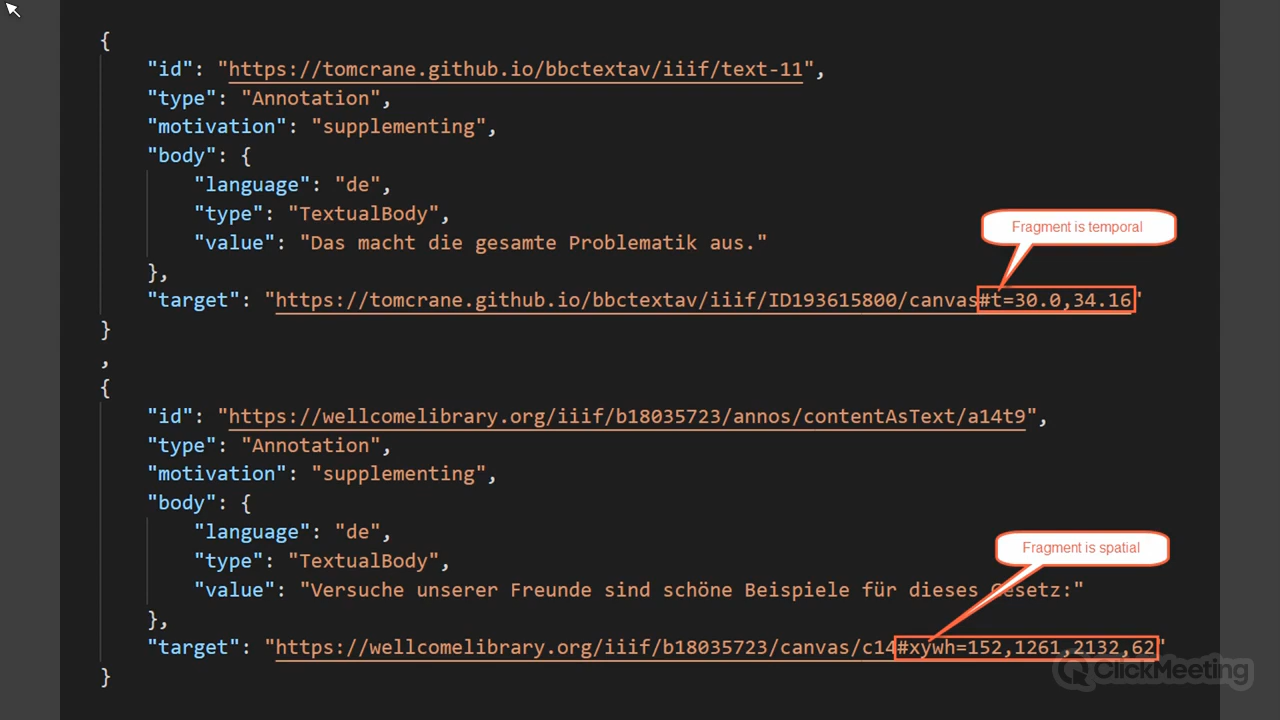 {
"id": "https://tomcrane.github.io/bbctextav/iiif/text-11",
"type": "Annotation",
"motivation": "supplementing",
"body": {
"language": "de",
"type": "TextualBody",
"value": "Das macht die gesamte Problematik aus."
Fragment is temporal
},
"target": "https://tomcrane.github.io/bbctextav/iiif/ID193615800/canvas#t=30.0,34.16"
}
,
{
"id": "https://wellcomelibrary.org/iiif/b18035723/annos/contentAsText/a14t9",
"type": "Annotation",
"motivation": "supplementing",
"body": {
"language": "de",
"type": "TextualBody",
Fragment is spatial
"value": "Versuche unserer Freunde sind schöne Beispiele für dieses Gesetz:"
},
"target": "https://wellcomelibrary.org/iiif/b18035723/canvas/c14#xywh=152,1261,2132,62"
}
ClickMeeting